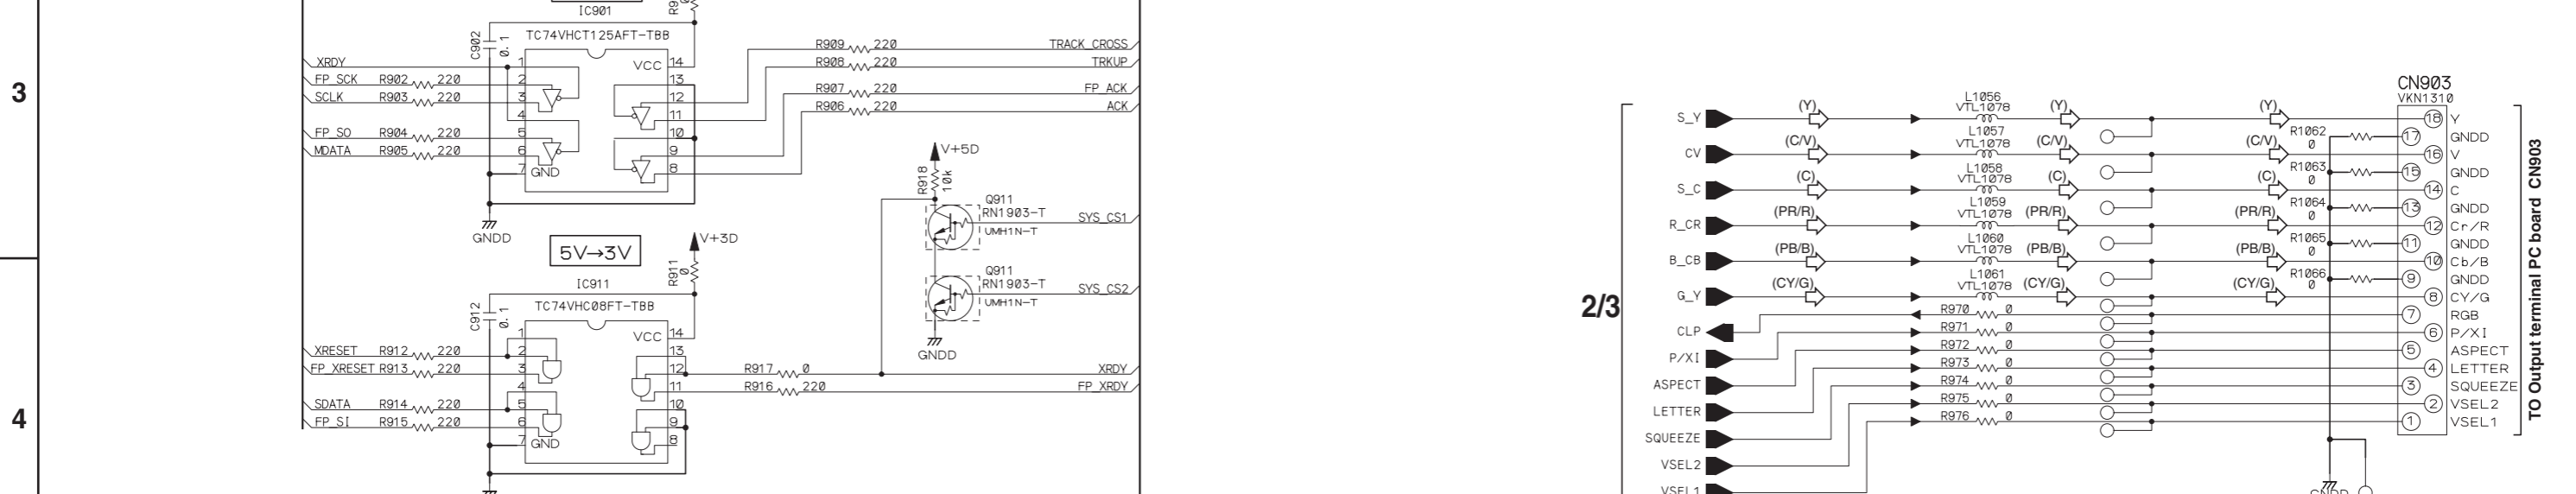 IC901
TC74VHCT125AFT-TBB
C902
0.1
XRDY
FP_SCK R902 220
SCLK R903 220
FP_SO R904 220
MDATA R905 220
1
2
3
4
5
6
7 GND
VCC 14
13
12
11
10
9
8
R909 220 TRACK_CROSS
R908 220 TRKUP
R907 220 FP_ACK
R906 220 ACK
GNDD
V+5D
R918
10k
Q911
RN1903-T
UMH1N-T
SYS_CS1
Q911
RN1903-T
UMH1N-T
SYS_CS2
GNDD
5V→3V
V+3D
R911
0
IC911
TC74VHC08FT-TBB
C912
0.1
XRESET R912 220
FP_XRESET R913 220
SDATA R914 220
FP_SI R915 220
1
2
3
4
5
6
7 GND
VCC 14
13
12
11
10
9
8
R917 0 XRDY
R916 220 FP_XRDY
3
4
2/3
CN903
VKN1310
S_Y (Y) L1056 VTL1078 (Y) (Y) 18 Y
R1062 0 17 GNDD
CV (C/V) L1057 VTL1078 (C/V) (C/V) 16 V
R1063 0 15 GNDD
S_C (C) L1058 VTL1078 (C) (C) 14 C
R1064 0 13 GNDD
R_CR (PR/R) L1059 VTL1078 (PR/R) (PR/R) 12 Cr/R
R1065 0 11 GNDD
B_CB (PB/B) L1060 VTL1078 (PB/B) (PB/B) 10 Cb/B
R1066 0 9 GNDD
G_Y (CY/G) L1061 VTL1078 (CY/G) (CY/G) 8 CY/G
CLP R970 0 7 RGB
P/XI R971 0 6 P/XI
ASPECT R972 0 5 ASPECT
LETTER R973 0 4 LETTER
SQUEEZE R974 0 3 SQUEEZE
VSEL2 R975 0 2 VSEL2
VSEL1 R976 0 1 VSEL1
GNDD
TO Output terminal PC board CN903